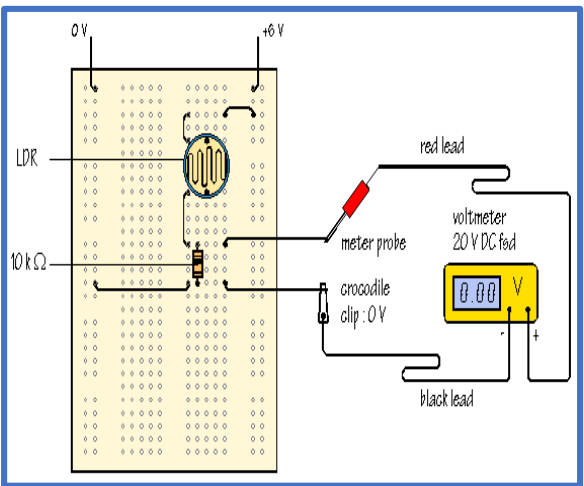 0 V
+6 V
LDR
red lead
voltmeter
20 V DC fsd
meter probe
10 k Ω
crocodile
clip : 0 V
0.00 V
- +
black lead